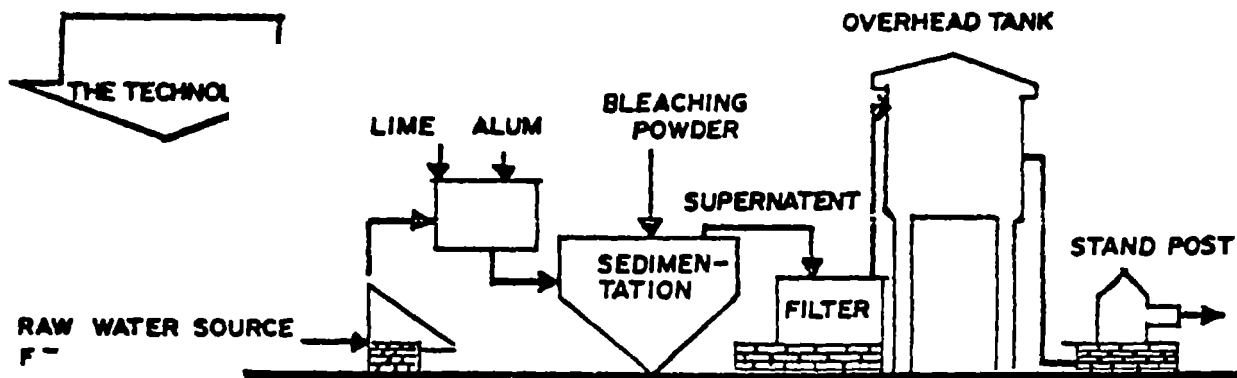 OVERHEAD TANK
THE TECHNOL
BLEACHING
POWDER
LIME ALUM
SUPERNATENT
STAND POST
SEDIMEN-
TATION
FILTER
RAW WATER SOURCE
F-